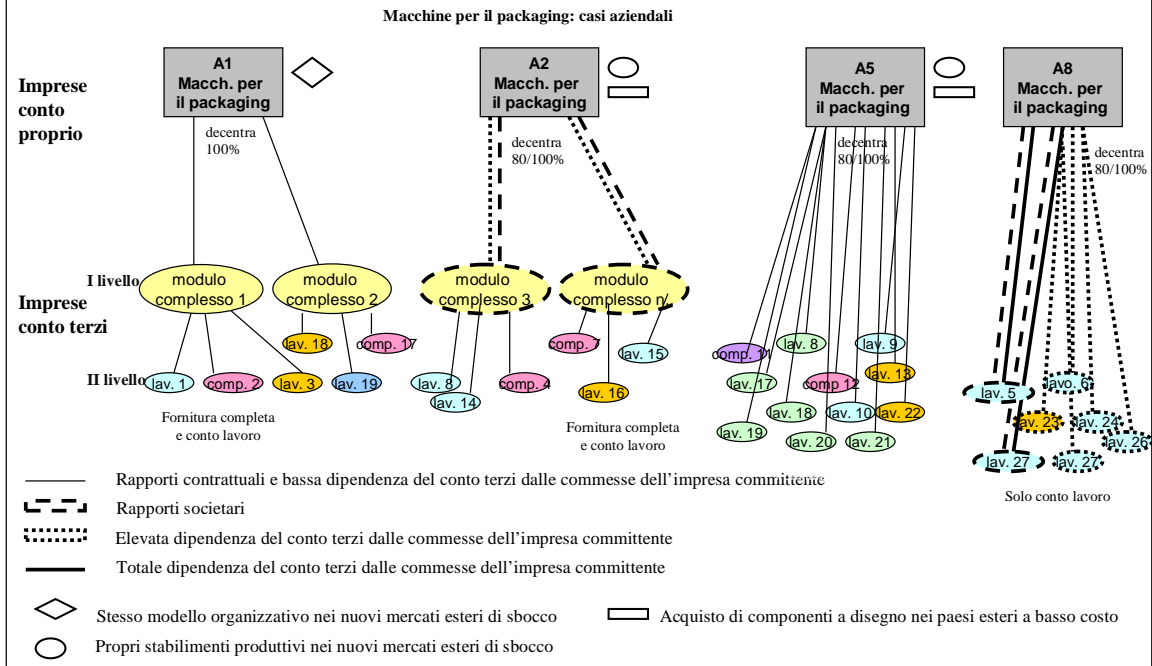 Macchine per il packaging: casi aziendali
Imprese
conto
proprio
A1
Macch. per
il packaging
A2
Macch. per
il packaging
A5
Macch. per
il packaging
A8
Macch. per
il packaging
decentra
100%
decentra
80/100%
decentra
80/100%
decentra
80/100%
I livello
Imprese
conto terzi
II livello
modulo
complesso 1
modulo
complesso 2
modulo
complesso 3
modulo
complesso n/
lav. 18
comp. 17
lav. 1
comp. 2
lav. 3
lav. 19
lav. 8
lav. 14
comp. 4
comp. 7
lav. 15
lav. 16
comp. 11
lav. 8
lav. 9
lav. 17
comp 12
lav. 13
lav. 18
lav. 10
lav. 22
lav. 19
lav. 20
lav. 21
lav. 5
lavo. 6
lav. 23
lav. 24
lav. 26
lav. 27
lav. 27
Fornitura completa
e conto lavoro
Fornitura completa
e conto lavoro
Solo conto lavoro
Rapporti contrattuali e bassa dipendenza del conto terzi dalle commesse dell'impresa committente
Rapporti societari
Elevata dipendenza del conto terzi dalle commesse dell'impresa committente
Totale dipendenza del conto terzi dalle commesse dell'impresa committente
Stesso modello organizzativo nei nuovi mercati esteri di sbocco
Acquisto di componenti a disegno nei paesi esteri a basso costo
Propri stabilimenti produttivi nei nuovi mercati esteri di sbocco